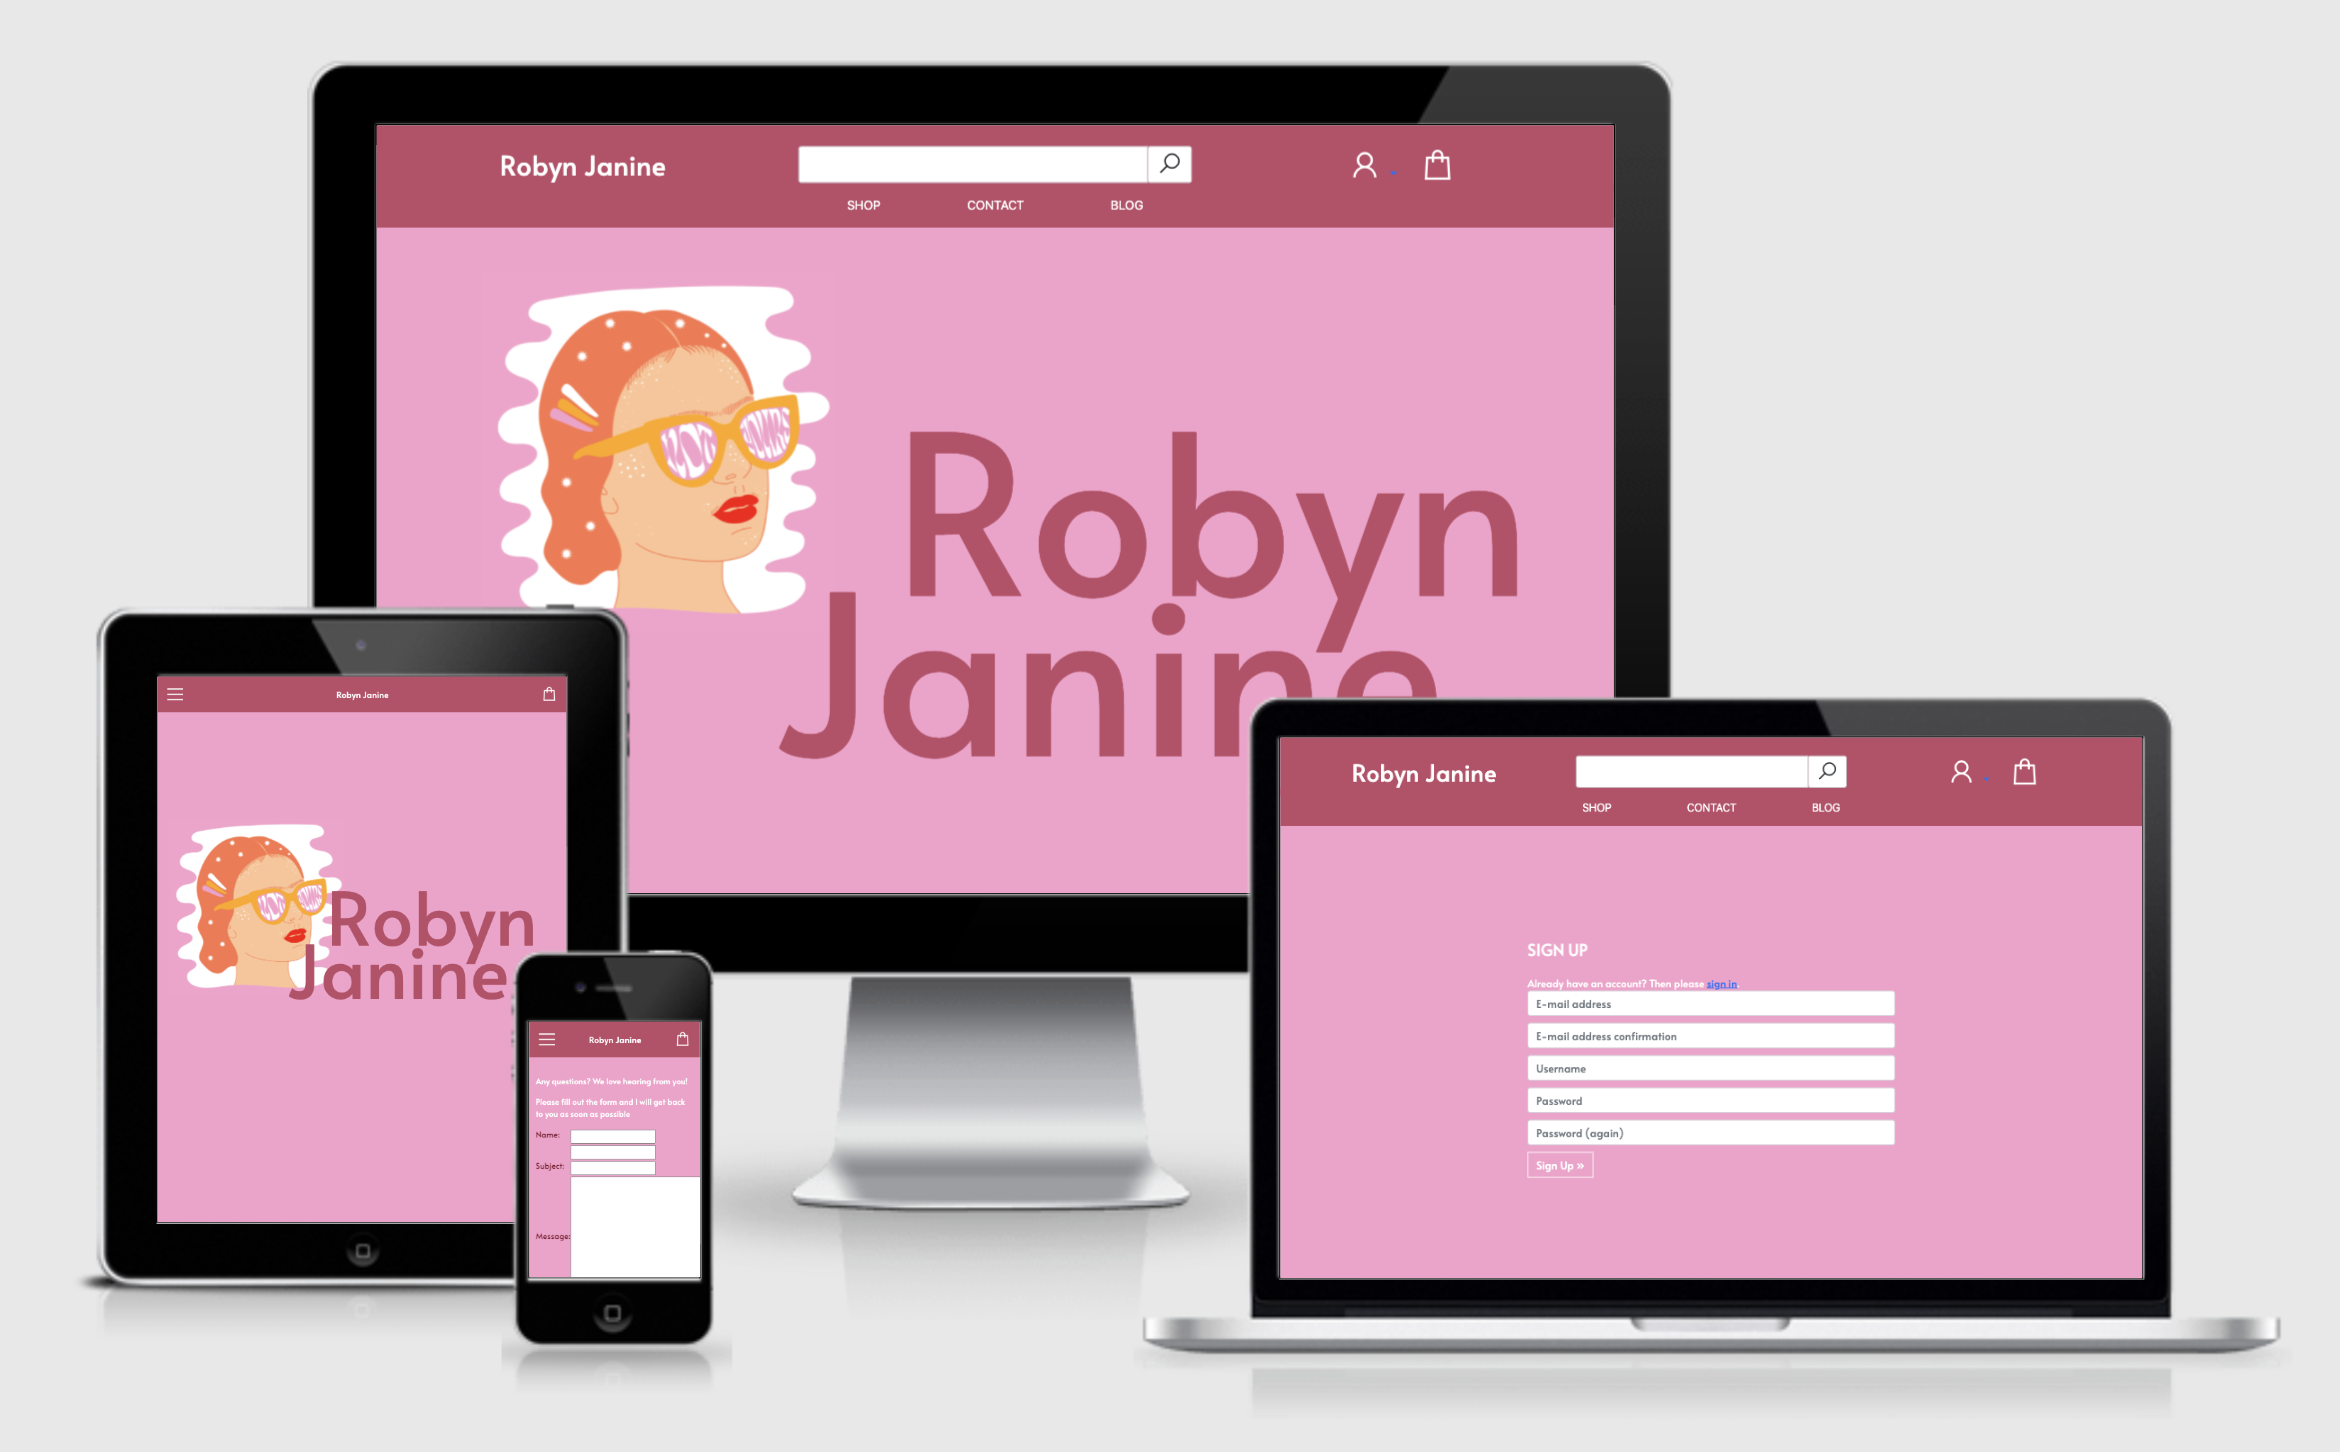 Robyn Janine
SHOP CONTACT BLOG
Robyn
Janine
Robyn Janine
Robyn
Janine
Robyn Janine
Any questions? We love hearing from you!
Please fill out the form and I will get back
to you as soon as possible
Name:
Subject:
Message:
Robyn Janine
SHOP CONTACT BLOG
SIGN UP
Already have an account? Then please sign in.
E-mail address
E-mail address confirmation
Username
Password
Password (again)
Sign Up »